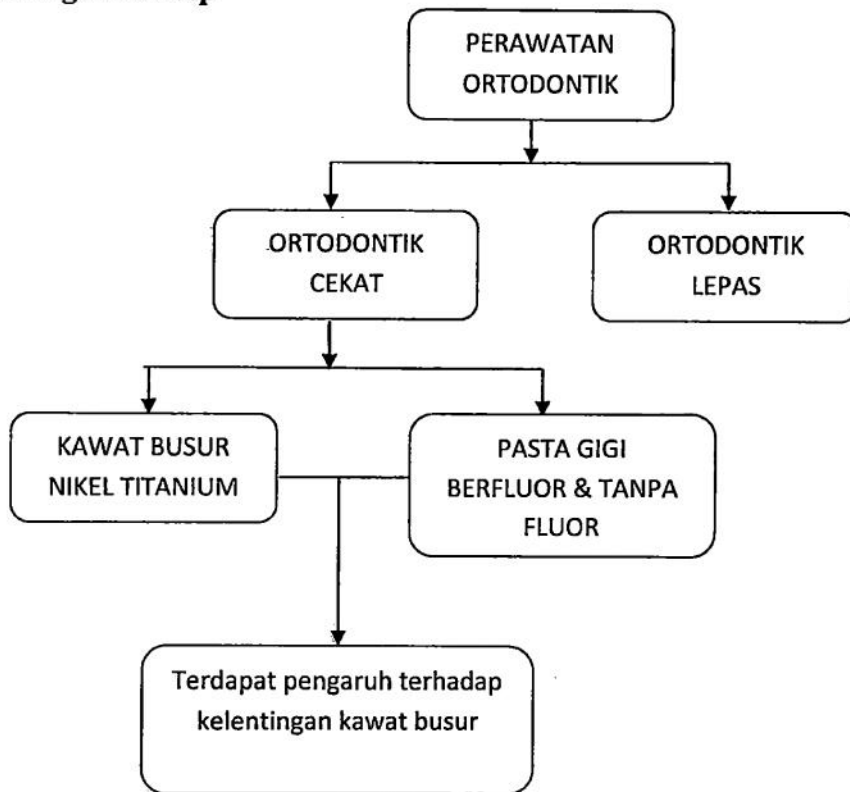 PERAWATAN
ORTODONTIK
ORTODONTIK
CEKAT
ORTODONTIK
LEPAS
KAWAT BUSUR
NIKEL TITANIUM
PASTA GIGI
BERFLUOR & TANPA
FLUOR
Terdapat pengaruh terhadap
kelentingan kawat busur